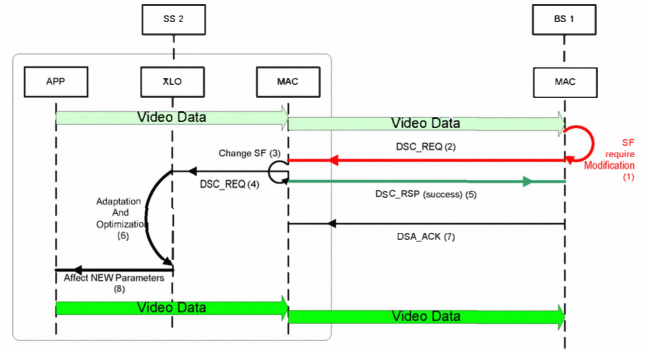 SS 2
BS 1
APP
XLO
MAC
MAC
Video Data
Video Data
SF
require
Modification
(1)
DSC_REQ (2)
Change SF (3)
DSC_REQ (4)
DSC_RSP (success) (5)
Adaptation
And
Optimization
(6)
DSA_ACK (7)
Affect NEW Parameters
(8)
Video Data
Video Data